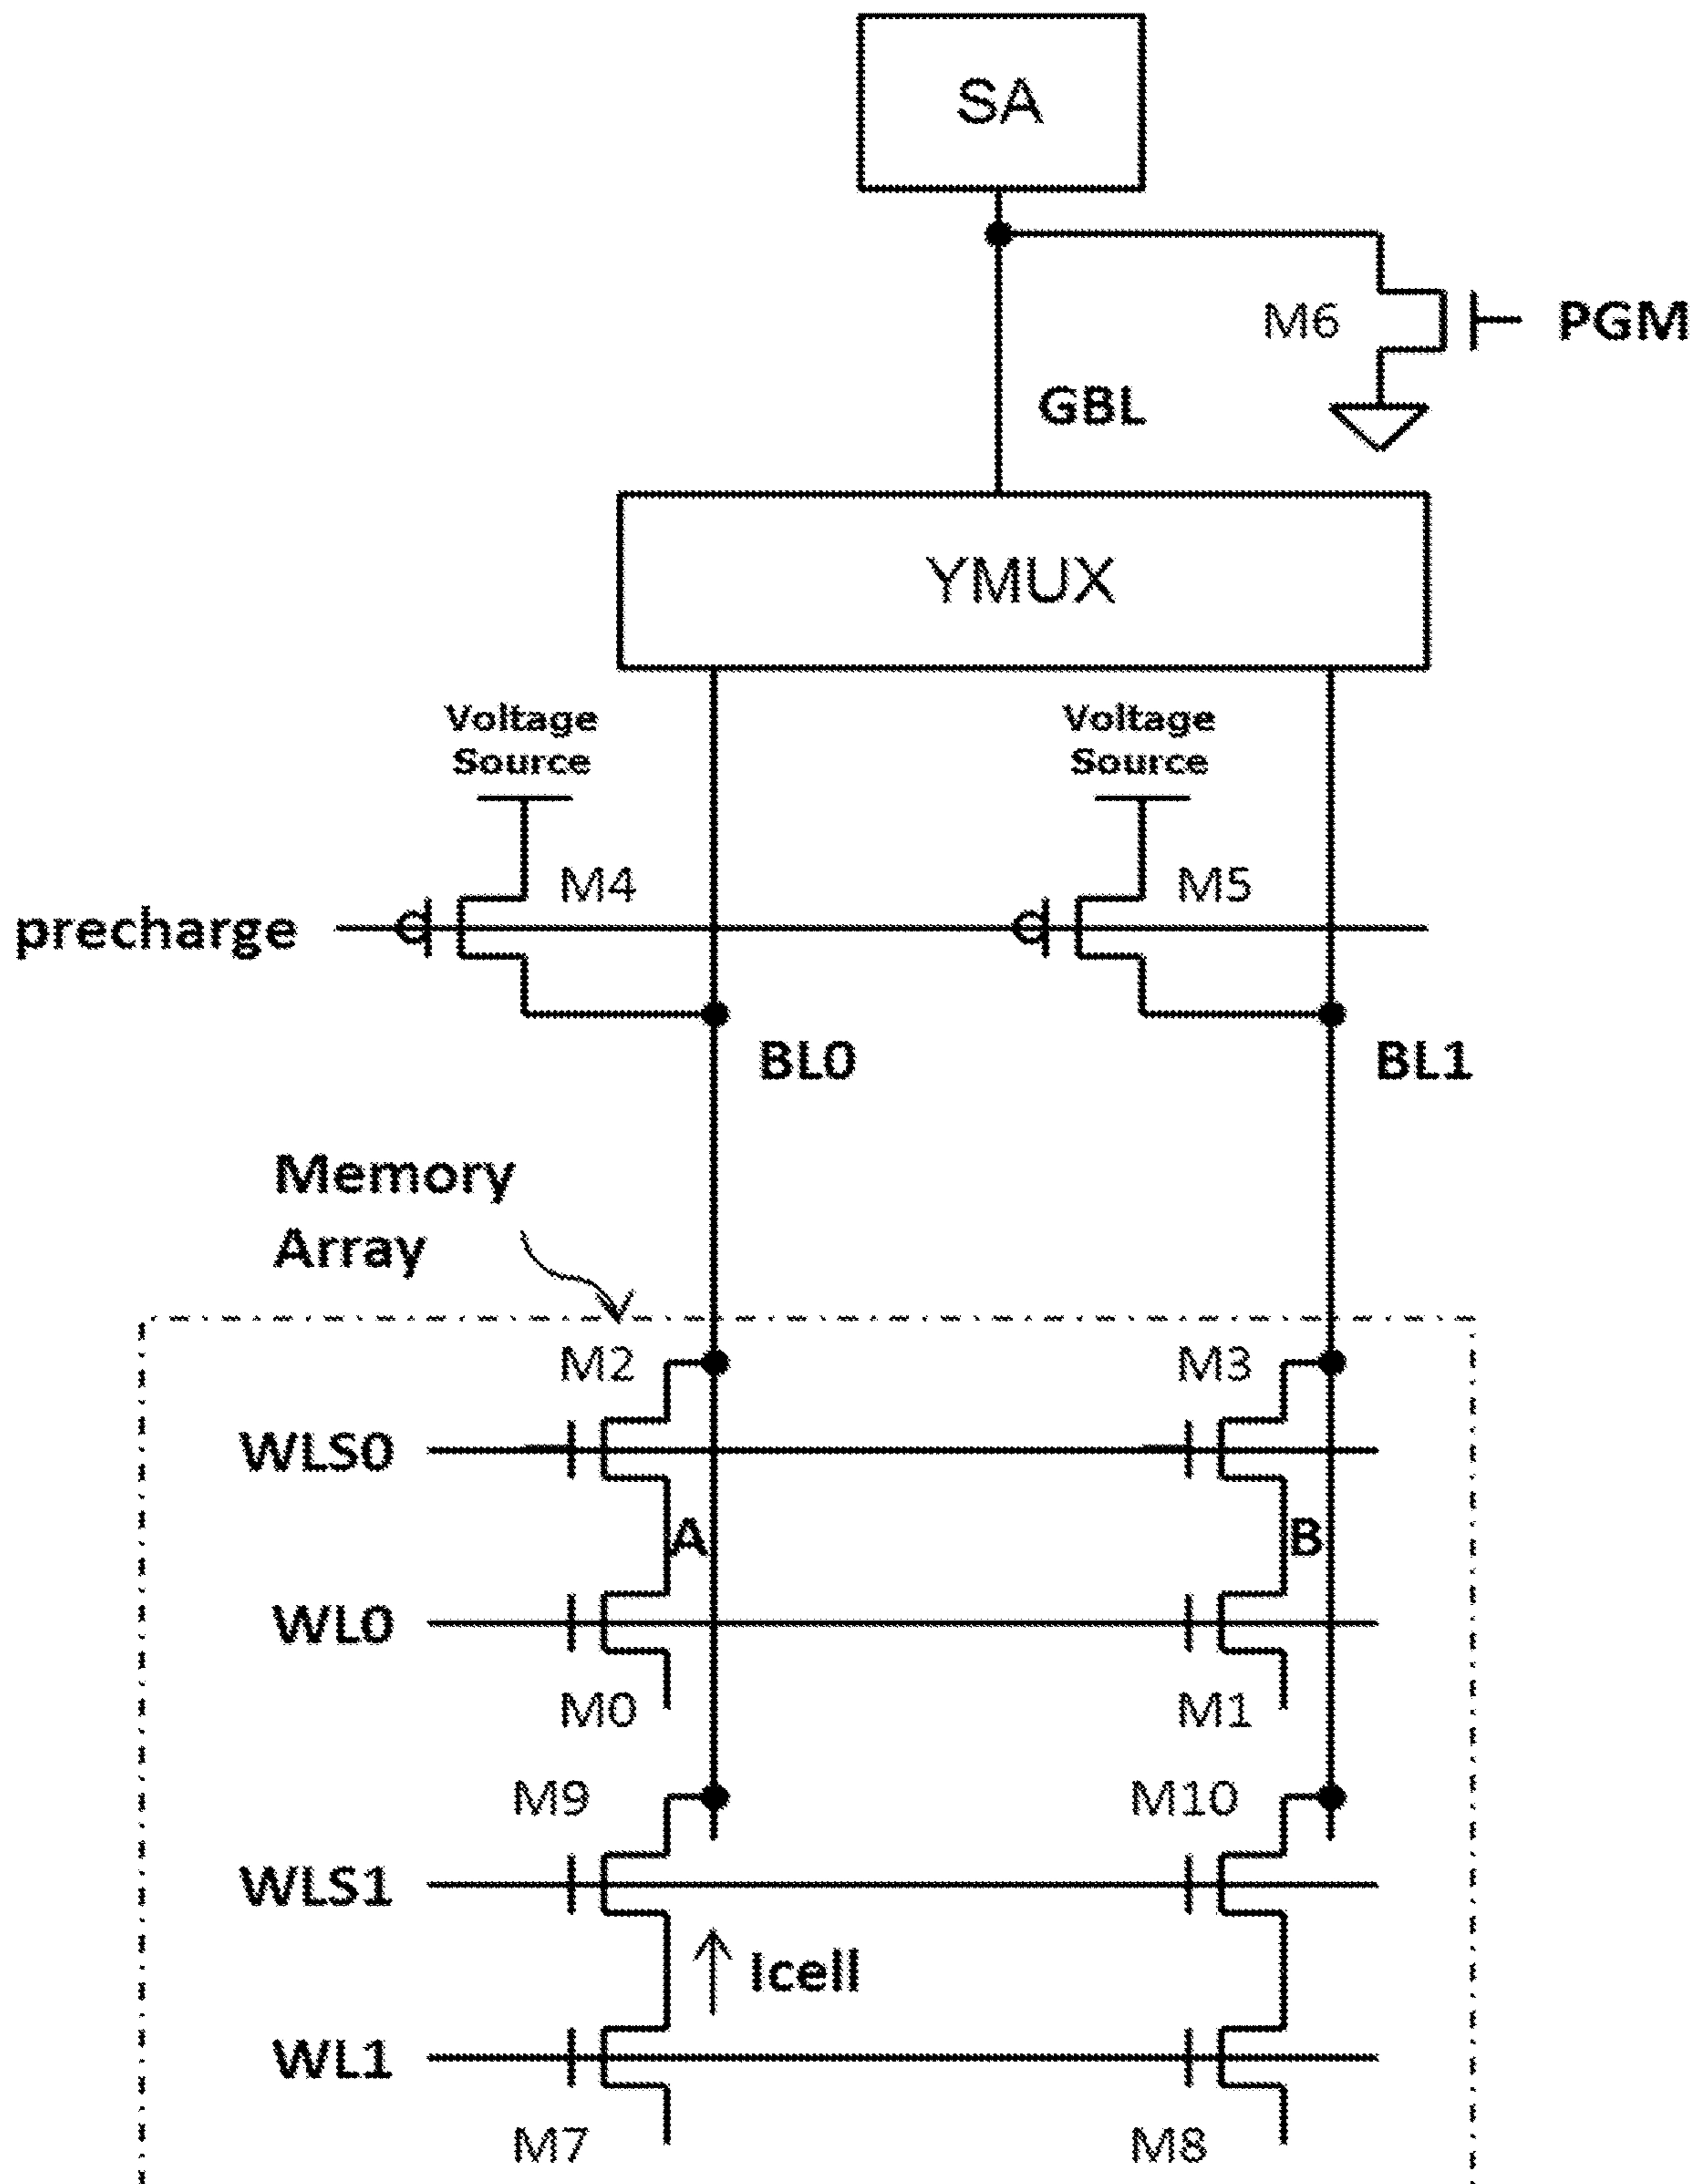 SA
M6
PGM
GBL
YMUX
Voltage
Source
Voltage
Source
M4
M5
precharge
BL0
BL1
Memory
Array
M2
M3
WLS0
A
B
WL0
M0
M1
M9
M10
WLS1
Icell
WL1
M7
M8